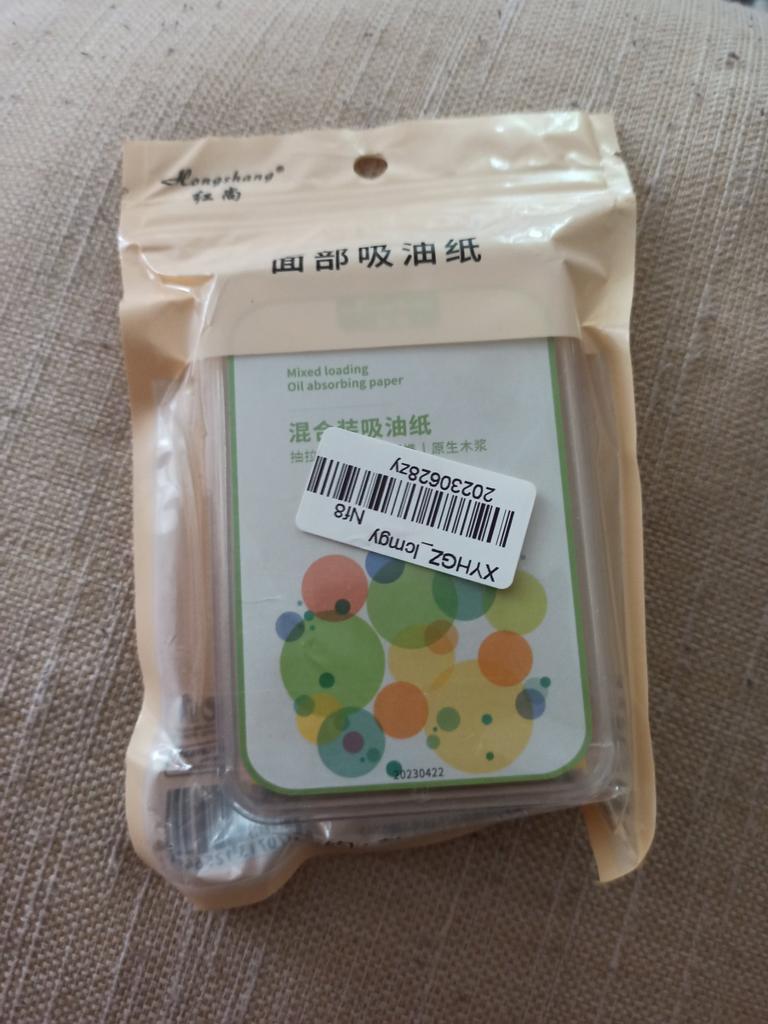 Hongshang®
红尚
面部吸油纸
Mixed loading
Oil absorbing paper
混合装吸油纸
原生木浆
XYHGZ_lcmgy
Nf8
20230628zy
20230422